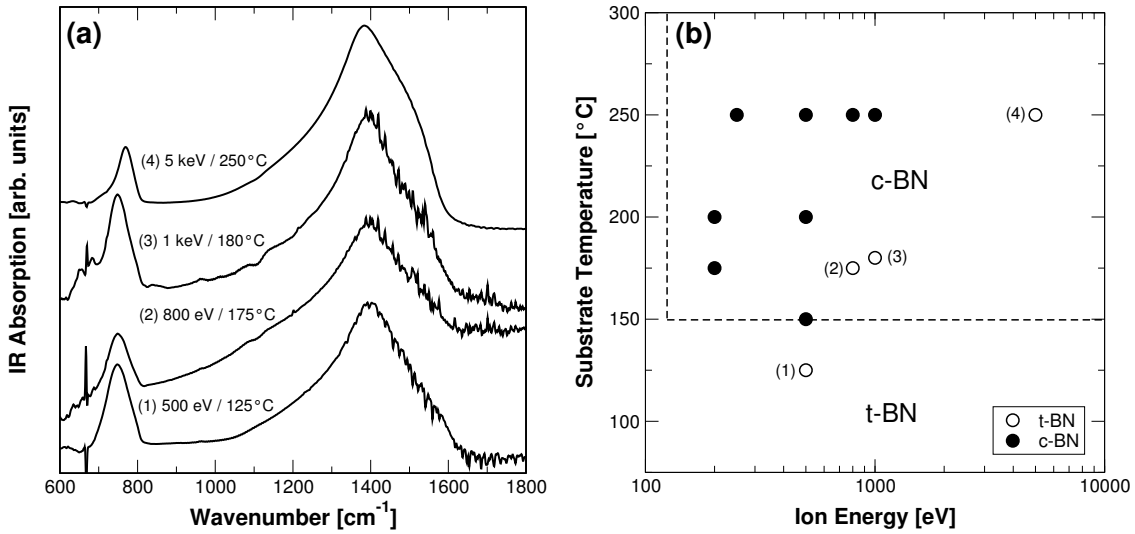 (a)
IR Absorption [arb. units]
(4) 5 keV / 250°C
(3) 1 keV / 180°C
(2) 800 eV / 175°C
(1) 500 eV / 125°C
600 800 1000 1200 1400 1600 1800
Wavenumber [cm⁻¹]
(b)
Substrate Temperature [°C]
300
250
200
150
100
(4)
c-BN
(2)
(3)
(1)
t-BN
t-BN
c-BN
100 1000 10000
Ion Energy [eV]